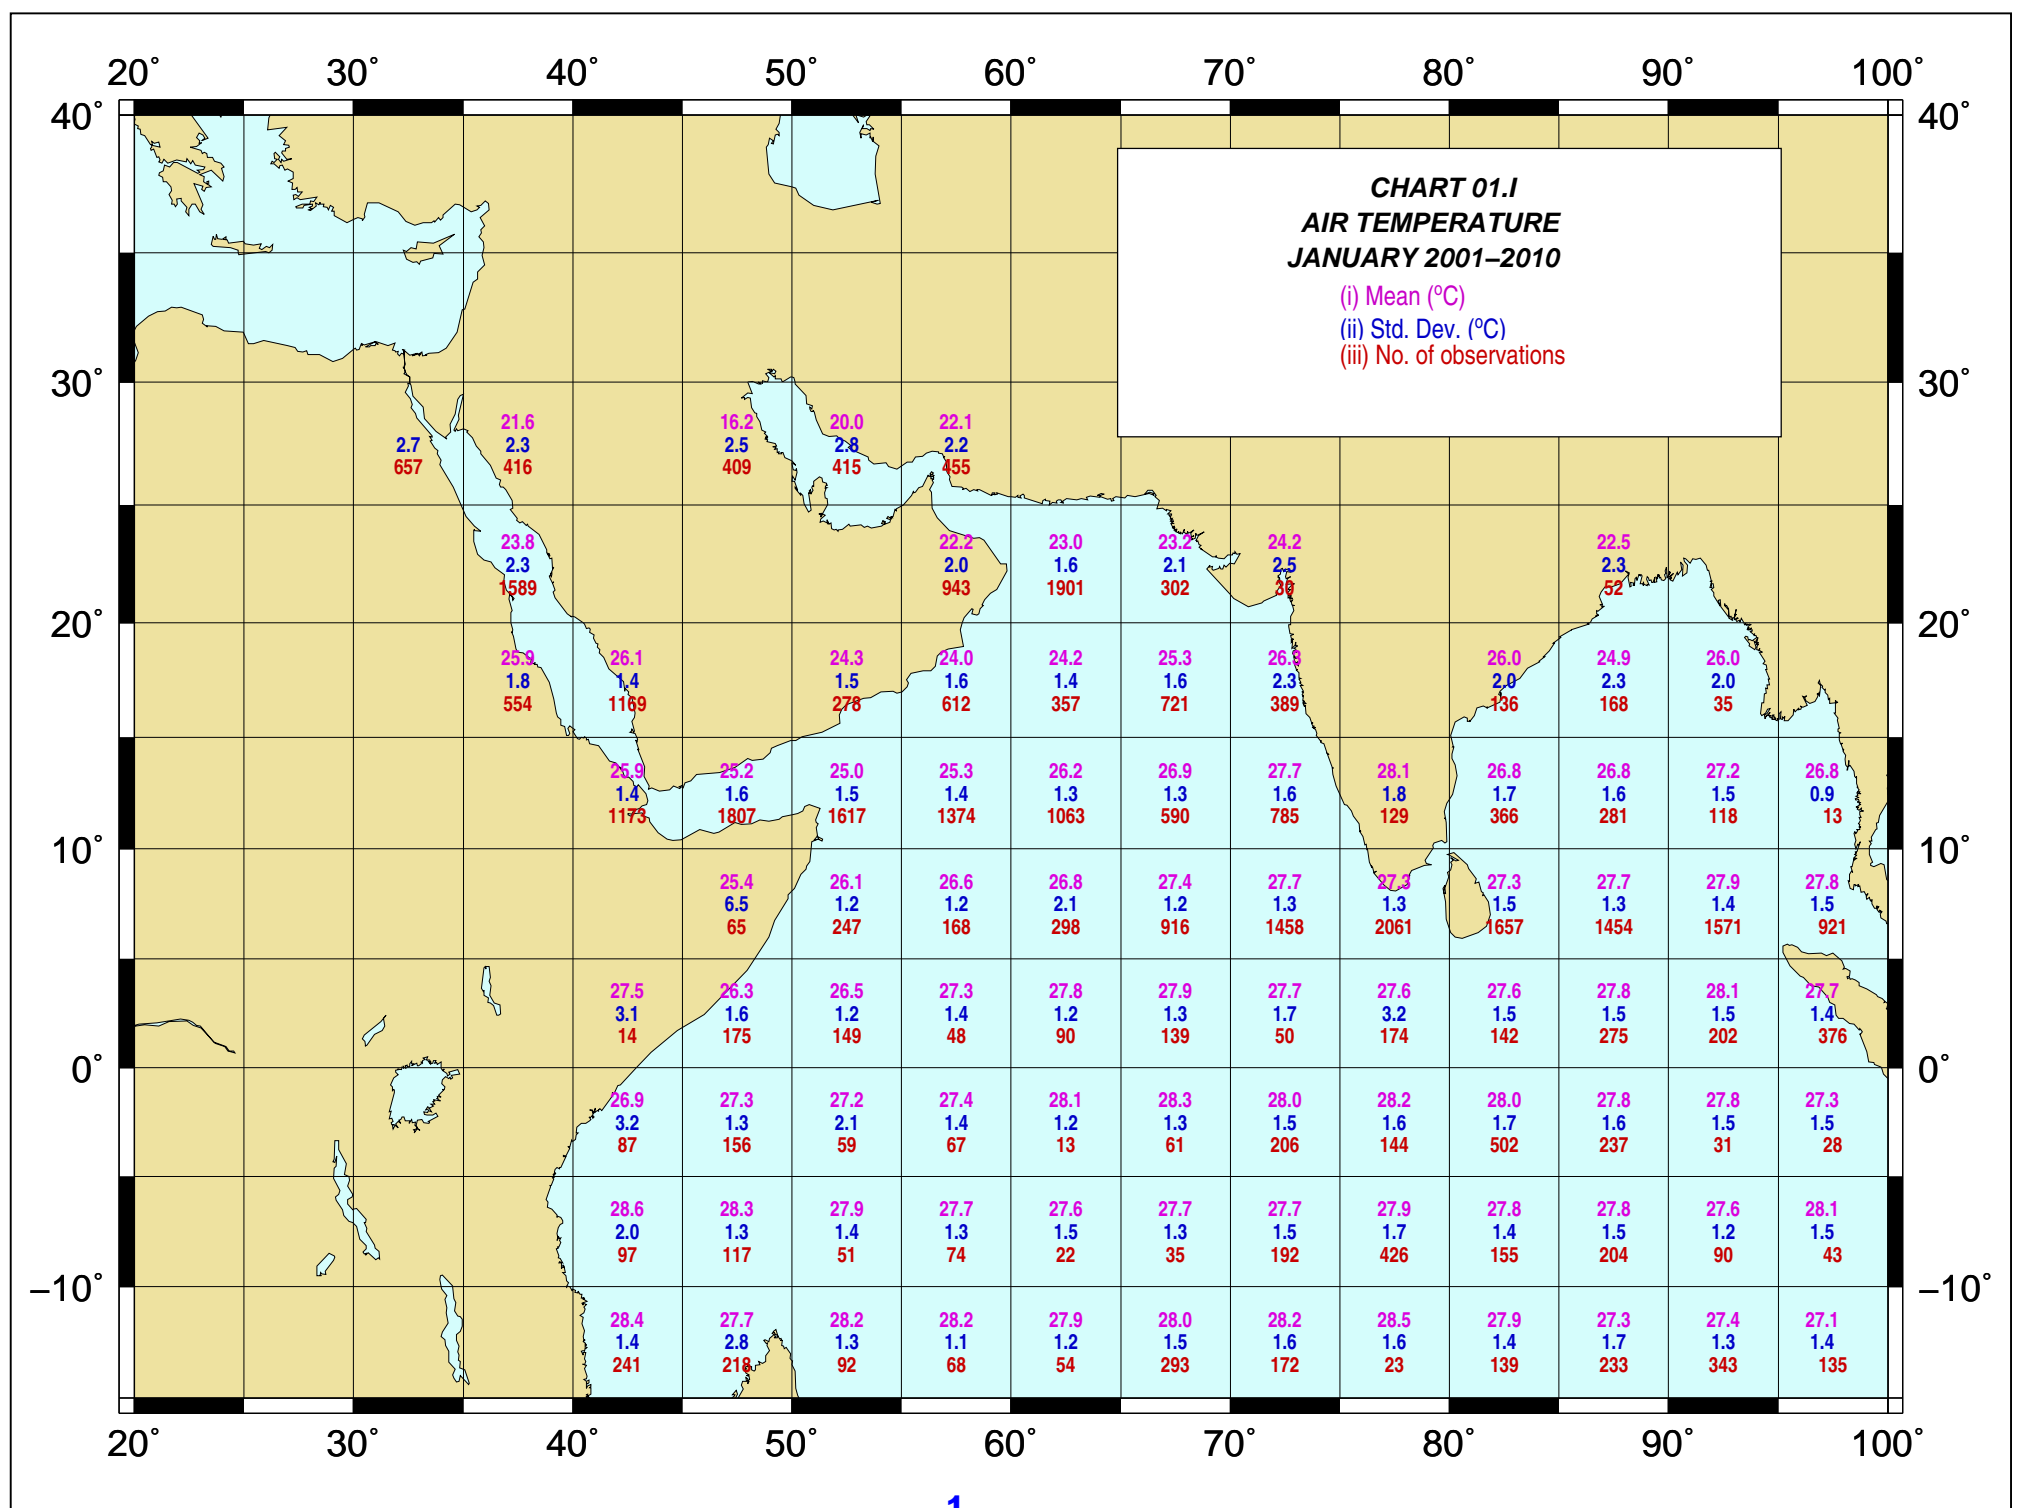 20˚ 30˚ 40˚ 50˚ 60˚ 70˚ 80˚ 90˚ 100˚
40˚ 40˚
CHART 01.I
AIR TEMPERATURE
JANUARY 2001–2010
(i) Mean (ºC)
(ii) Std. Dev. (ºC)
(iii) No. of observations
30˚ 30˚
21.6 16.2 20.0 22.1
2.7 2.3 2.5 2.8 2.2
657 416 409 415 455
23.8 22.2 23.0 23.2 24.2 22.5
2.3 2.0 1.6 2.1 2.5 2.3
1589 943 1901 302 30 52
20˚ 20˚
25.9 26.1 24.3 24.0 24.2 25.3 26.3 26.0 24.9 26.0
1.8 1.4 1.5 1.6 1.4 1.6 2.3 2.0 2.3 2.0
554 1169 278 612 357 721 389 136 168 35
25.9 25.2 25.0 25.3 26.2 26.9 27.7 28.1 26.8 26.8 27.2 26.8
1.4 1.6 1.5 1.4 1.3 1.3 1.6 1.8 1.7 1.6 1.5 0.9
1173 1807 1617 1374 1063 590 785 129 366 281 118 13
10˚ 10˚
25.4 26.1 26.6 26.8 27.4 27.7 27.3 27.3 27.7 27.9 27.8
6.5 1.2 1.2 2.1 1.2 1.3 1.3 1.5 1.3 1.4 1.5
65 247 168 298 916 1458 2061 1657 1454 1571 921
27.5 26.3 26.5 27.3 27.8 27.9 27.7 27.6 27.6 27.8 28.1 27.7
3.1 1.6 1.2 1.4 1.2 1.3 1.7 3.2 1.5 1.5 1.5 1.4
14 175 149 48 90 139 50 174 142 275 202 376
0˚ 0˚
26.9 27.3 27.2 27.4 28.1 28.3 28.0 28.2 28.0 27.8 27.8 27.3
3.2 1.3 2.1 1.4 1.2 1.3 1.5 1.6 1.7 1.6 1.5 1.5
87 156 59 67 13 61 206 144 502 237 31 28
28.6 28.3 27.9 27.7 27.6 27.7 27.7 27.9 27.8 27.8 27.6 28.1
2.0 1.3 1.4 1.3 1.5 1.3 1.5 1.7 1.4 1.5 1.2 1.5
97 117 51 74 22 35 192 426 155 204 90 43
–10˚ –10˚
28.4 27.7 28.2 28.2 27.9 28.0 28.2 28.5 27.9 27.3 27.4 27.1
1.4 2.8 1.3 1.1 1.2 1.5 1.6 1.6 1.4 1.7 1.3 1.4
241 218 92 68 54 293 172 23 139 233 343 135
20˚ 30˚ 40˚ 50˚ 60˚ 70˚ 80˚ 90˚ 100˚
1